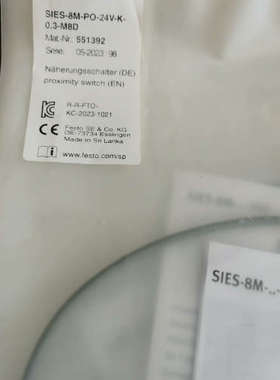 SIES-8M-PO-24V-K-
0.3-M8D
Mat-Nr.: 551392
Serie: 05-2023 98
Näherungsschalter (DE)
proximity switch (EN)
R-R-FTO-
KC-2023-1021
Festo SE & Co. KG
DE-73734 Esslingen
Made in Sri Lanka
www.festo.com/sp
SIES-8M-..-